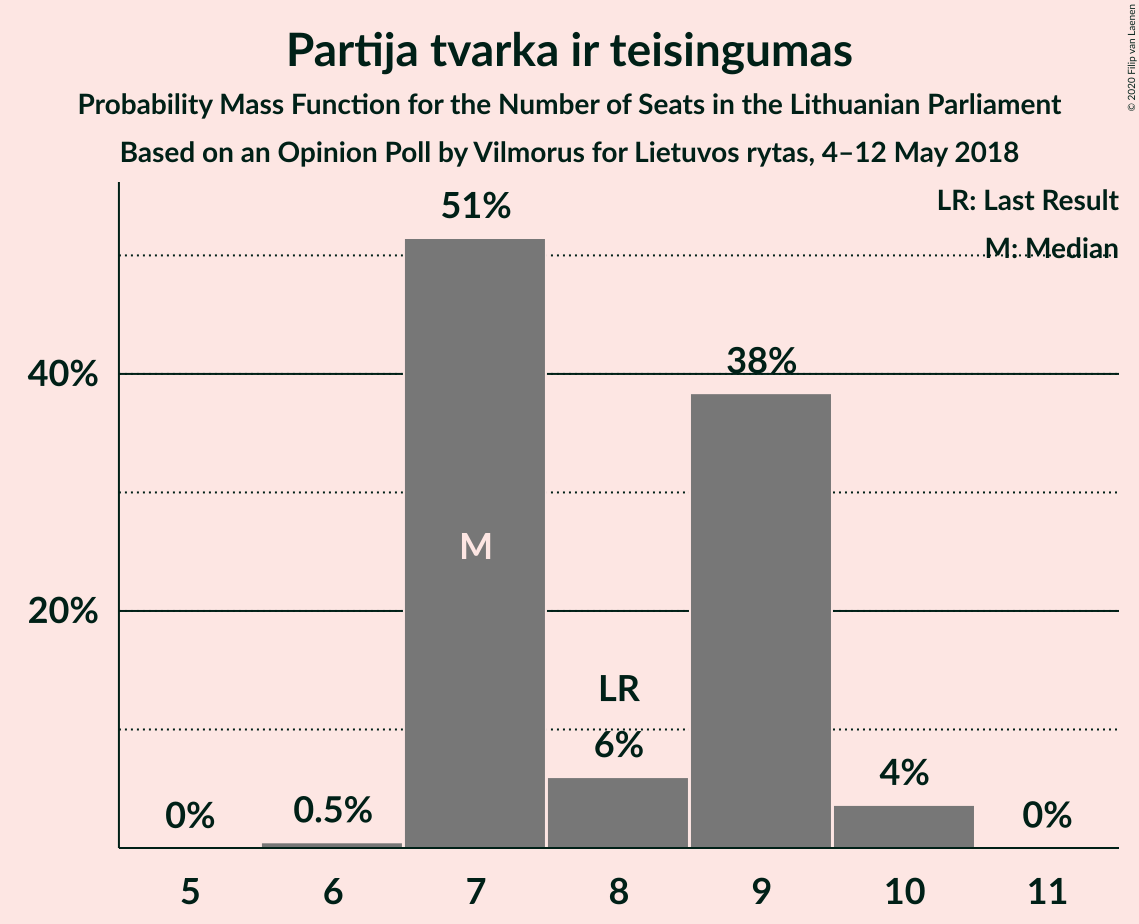 Partija tvarka ir teisingumas
Probability Mass Function for the Number of Seats in the Lithuanian Parliament
Based on an Opinion Poll by Vilmorus for Lietuvos rytas, 4–12 May 2018
© 2020 Filip van Laenen
LR: Last Result
M: Median
51%
38%
40%
M
20%
LR
6%
4%
0.5%
0%
0%
5 6 7 8 9 10 11